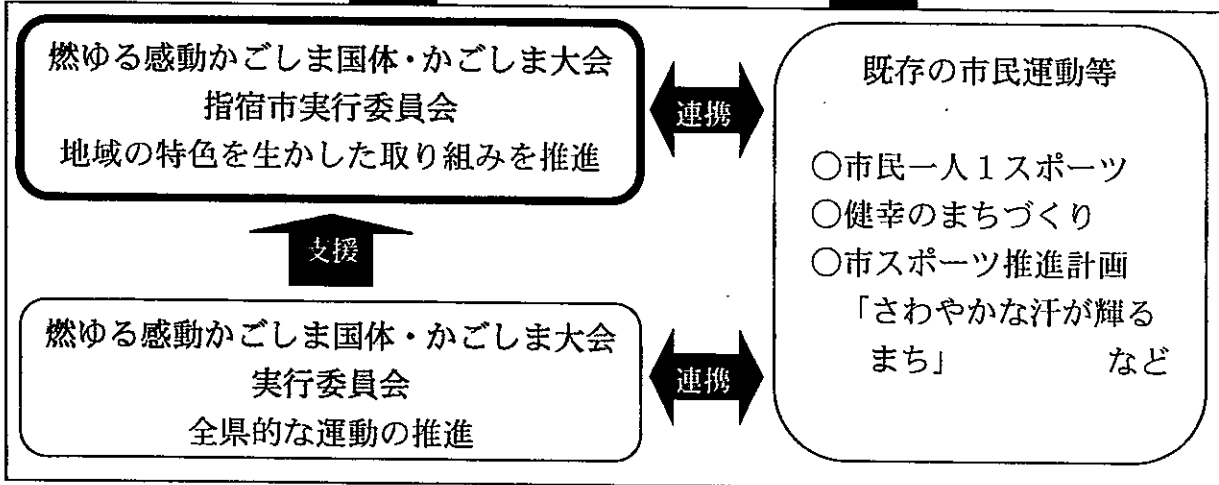 燃ゆる感動かごしま国体・かごしま大会
指宿市実行委員会
地域の特色を生かした取り組みを推進
連携
既存の市民運動等
○市民一人１スポーツ
○健幸のまちづくり
○市スポーツ推進計画
「さわやかな汗が輝る
まち」 など
支援
燃ゆる感動かごしま国体・かごしま大会
実行委員会
全県的な運動の推進
連携